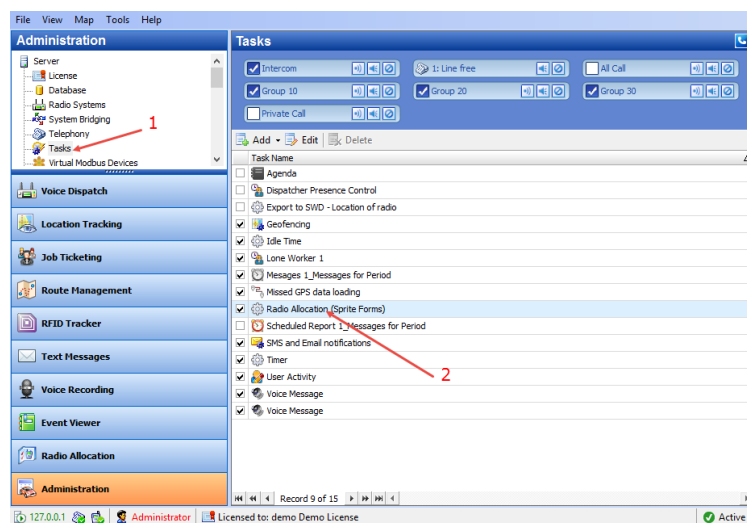 File View Map Tools Help
Administration
Server
License
Database
Radio Systems
System Bridging
Telephony
Tasks
Virtual Modbus Devices
1
Voice Dispatch
Location Tracking
Job Ticketing
Route Management
RFID Tracker
Text Messages
Voice Recording
Event Viewer
Radio Allocation
Administration
Tasks
Intercom 1: Line free All Call
Group 10 Group 20 Group 30
Private Call
Add Edit Delete
Task Name
Agenda
Dispatcher Presence Control
Export to SWD - Location of radio
Geofencing
Idle Time
Lone Worker 1
Mesages 1_Messages for Period
Missed GPS data loading
Radio Allocation (Sprite Forms)
Scheduled Report 1_Messages for Period
SMS and Email notifications
Timer
User Activity
Voice Message
Voice Message
2
Record 9 of 15
127.0.0.1 Administrator Licensed to: demo Demo License Active